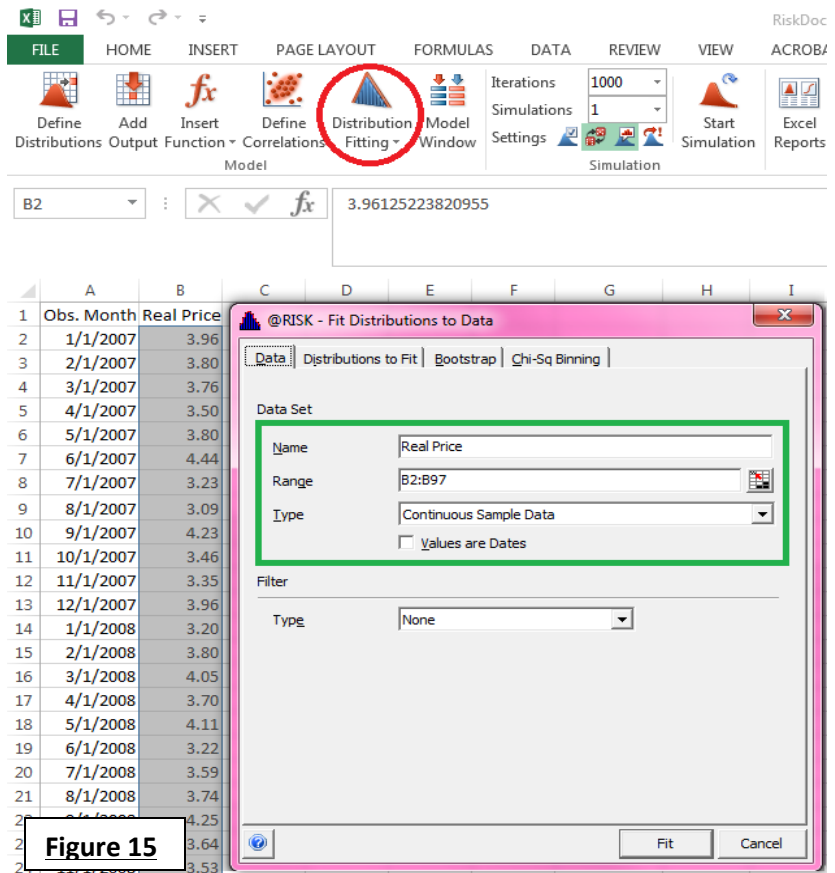 RiskDoc
FILE HOME INSERT PAGE LAYOUT FORMULAS DATA REVIEW VIEW ACROBA
Define Distributions
Add Output
Insert Function
Define Correlations
Distribution Fitting
Model Window
Iterations 1000
Simulations 1
Settings
Start Simulation
Excel Reports
Model
Simulation
B2 fx 3.96125223820955
A B C D E F G H I
1 Obs. Month Real Price
2 1/1/2007 3.96
3 2/1/2007 3.80
4 3/1/2007 3.76
5 4/1/2007 3.50
6 5/1/2007 3.80
7 6/1/2007 4.44
8 7/1/2007 3.23
9 8/1/2007 3.09
10 9/1/2007 4.23
11 10/1/2007 3.46
12 11/1/2007 3.35
13 12/1/2007 3.96
14 1/1/2008 3.20
15 2/1/2008 3.80
16 3/1/2008 4.05
17 4/1/2008 3.70
18 5/1/2008 4.11
19 6/1/2008 3.22
20 7/1/2008 3.59
21 8/1/2008 3.74
4.25
3.64
3.53
@RISK - Fit Distributions to Data
Data Distributions to Fit Bootstrap Chi-Sq Binning
Data Set
Name Real Price
Range B2:B97
Type Continuous Sample Data
Values are Dates
Filter
Type None
Fit Cancel
Figure 15